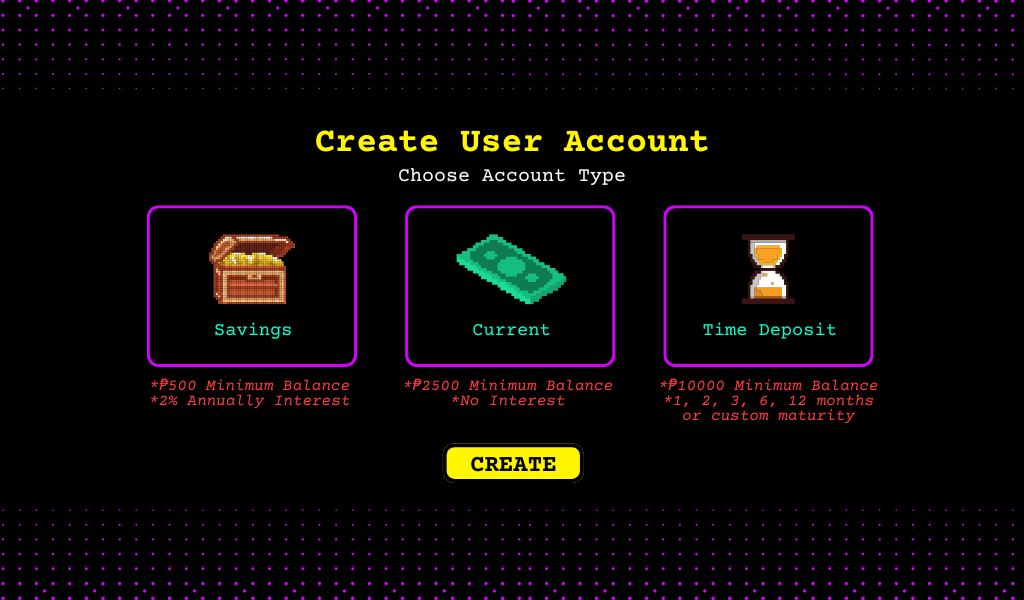 Create User Account
Choose Account Type
Savings
Current
Time Deposit
*₱500 Minimum Balance
*2% Annually Interest
*₱2500 Minimum Balance
*No Interest
*₱10000 Minimum Balance
*1, 2, 3, 6, 12 months
or custom maturity
CREATE